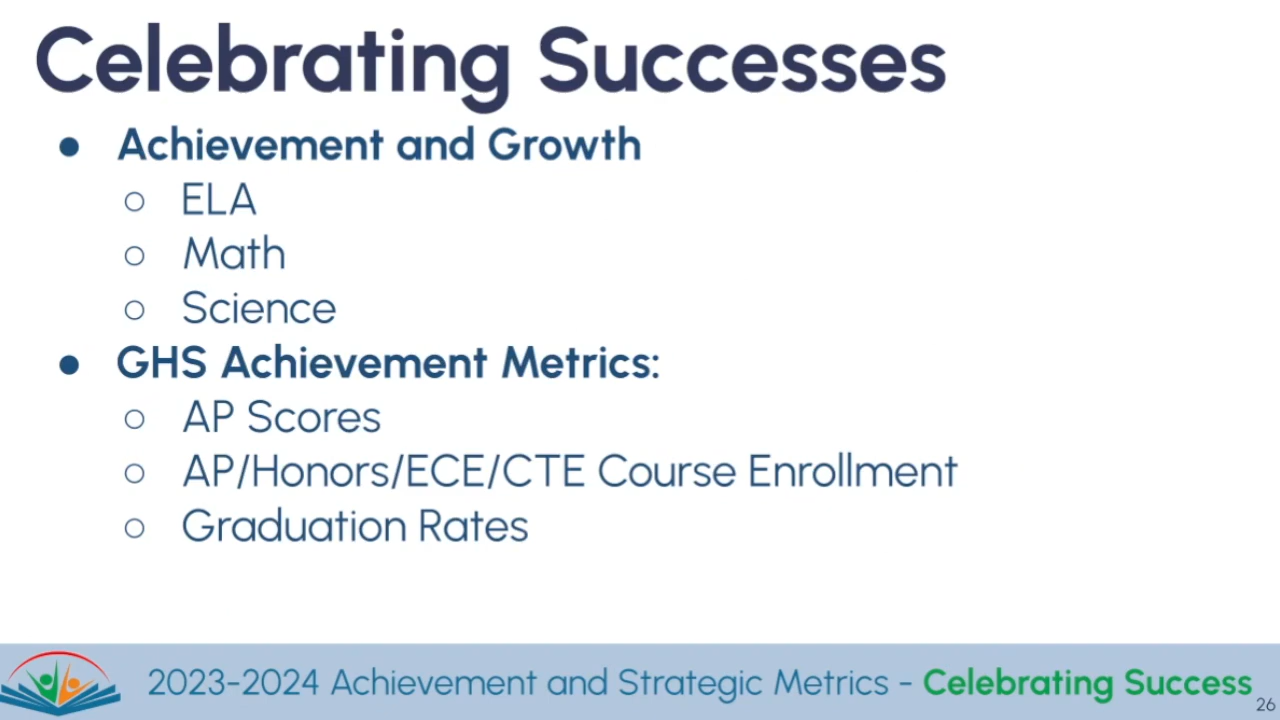 Celebrating Successes
● Achievement and Growth
○ ELA
○ Math
○ Science
● GHS Achievement Metrics:
○ AP Scores
○ AP/Honors/ECE/CTE Course Enrollment
○ Graduation Rates
2023-2024 Achievement and Strategic Metrics - Celebrating Success
26